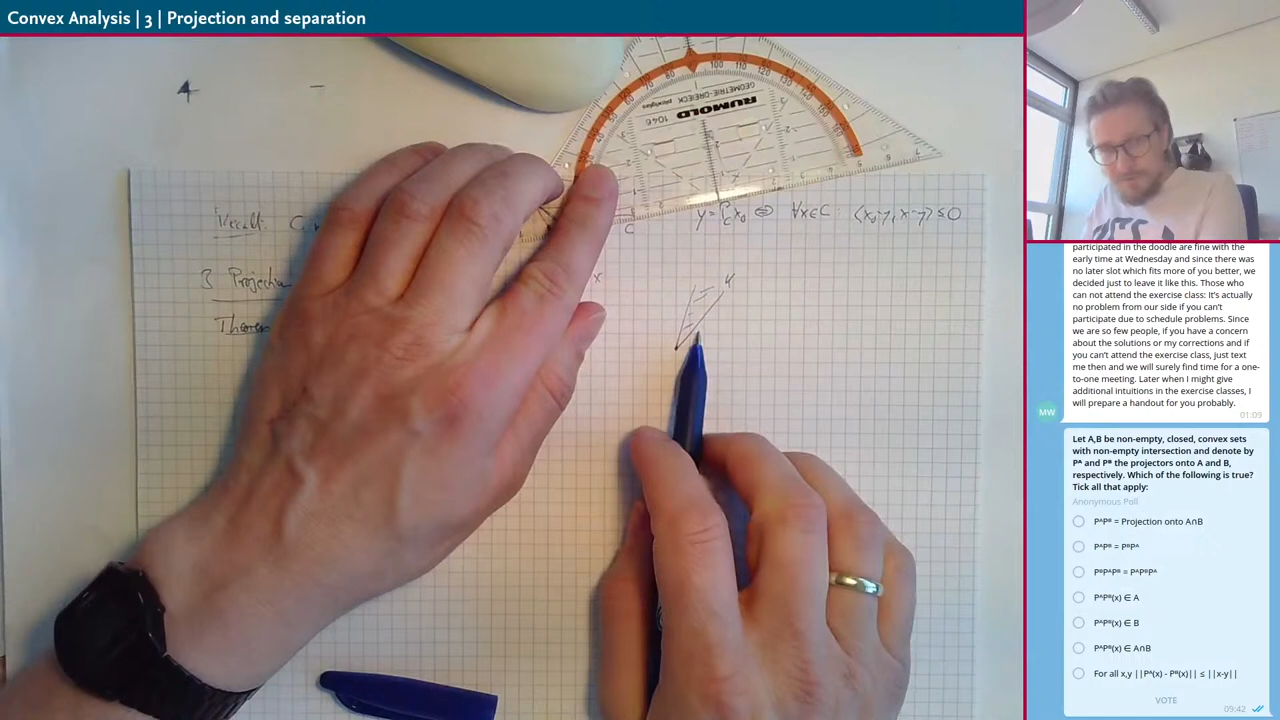 Convex Analysis | 3 | Projection and separation
RUMOLD
GEOMETRIE-DREIECK
plexiglas
1046
Recall: C
C
y = P_C x_0 ⇔ ∀x∈C ⟨x_0-y, x-y⟩ ≤ 0
3 Projection
x
Theorem
participated in the doodle are fine with the
early time at Wednesday and since there was
no later slot which fits more of you better, we
decided just to leave it like this. Those who
can not attend the exercise class: It's actually
no problem from our side if you can't
participate due to schedule problems. Since
we are so few people, if you have a concern
about the solutions or my corrections and if
you can't attend the exercise class, just text
me then and we will surely find time for a one-
to-one meeting. Later when I might give
additional intuitions in the exercise classes, I
will prepare a handout for you probably.
MW
01:09
Let A,B be non-empty, closed, convex sets
with non-empty intersection and denote by
Pᴬ and Pᴮ the projectors onto A and B,
respectively. Which of the following is true?
Tick all that apply:
Anonymous Poll
PᴬPᴮ = Projection onto A∩B
PᴬPᴮ = PᴮPᴬ
PᴮPᴬPᴮ = PᴬPᴮPᴬ
PᴬPᴮ(x) ∈ A
PᴬPᴮ(x) ∈ B
PᴬPᴮ(x) ∈ A∩B
For all x,y ||Pᴬ(x) - Pᴮ(x)|| ≤ ||x-y||
VOTE
09:42